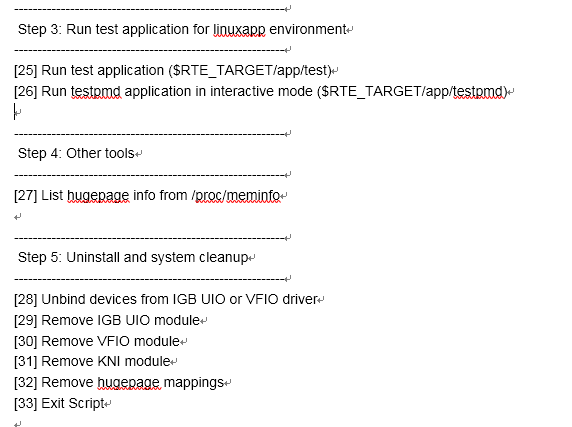 ----------------------------------------------------------
Step 3: Run test application for linuxapp environment
----------------------------------------------------------
[25] Run test application ($RTE_TARGET/app/test)
[26] Run testpmd application in interactive mode ($RTE_TARGET/app/testpmd)
----------------------------------------------------------
Step 4: Other tools
----------------------------------------------------------
[27] List hugepage info from /proc/meminfo
----------------------------------------------------------
Step 5: Uninstall and system cleanup
----------------------------------------------------------
[28] Unbind devices from IGB UIO or VFIO driver
[29] Remove IGB UIO module
[30] Remove VFIO module
[31] Remove KNI module
[32] Remove hugepage mappings
[33] Exit Script